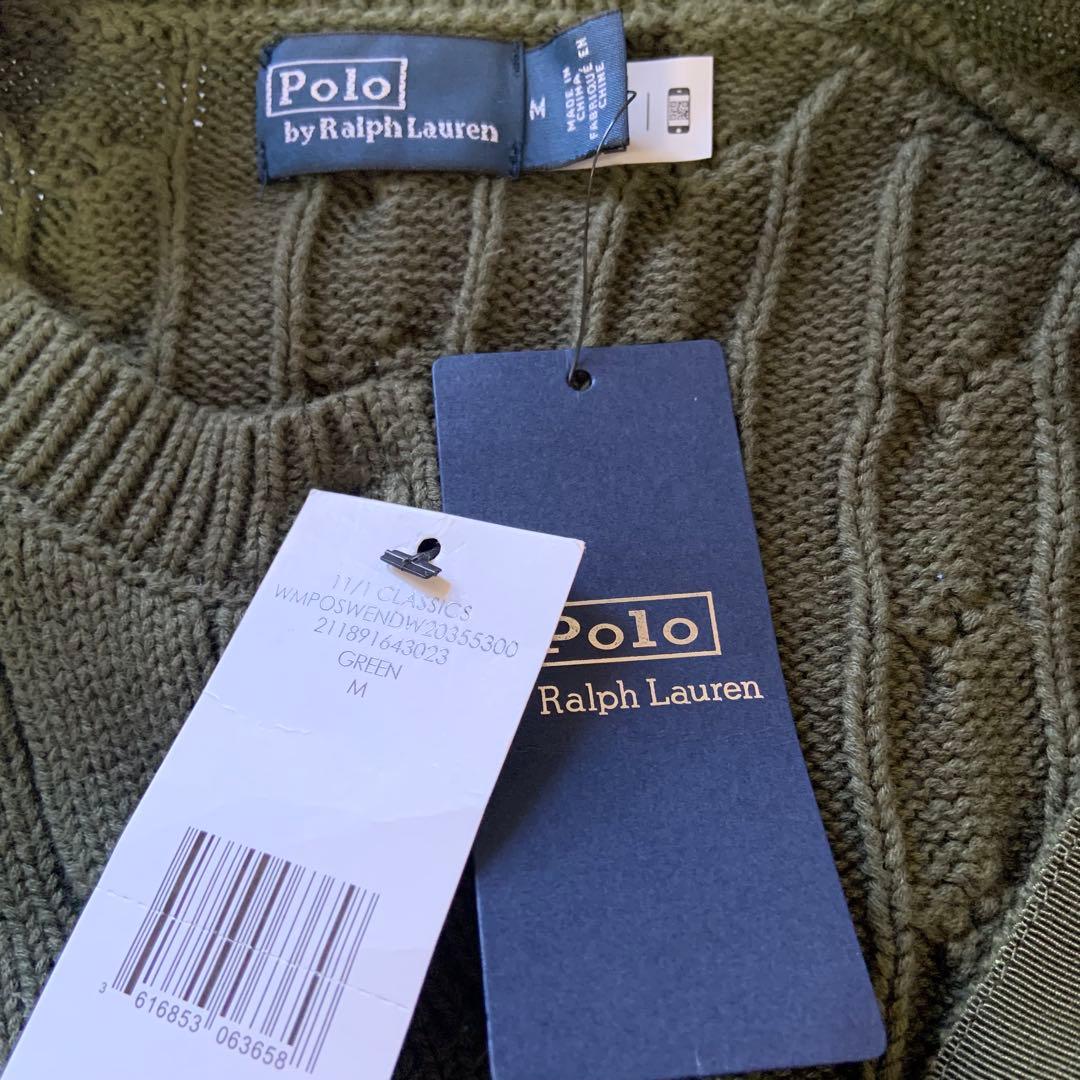 Polo
by Ralph Lauren
M
MADE IN
CHINA
FABRIQUÉ EN
CHINE
11/1 CLASSICS
WMPOSWENDW20355300
211891643023
GREEN
M
3 616853 063658
Polo
Ralph Lauren